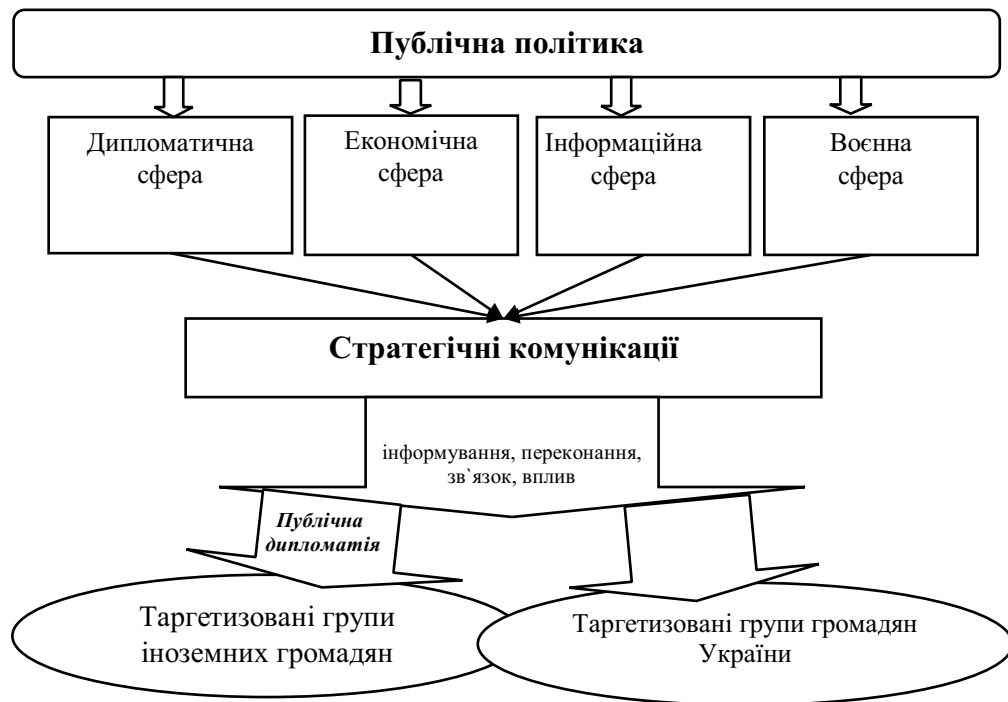 Публічна політика
Дипломатична
сфера
Економічна
сфера
Інформаційна
сфера
Воєнна
сфера
Стратегічні комунікації
інформування, переконання,
зв`язок, вплив
Публічна
дипломатія
Таргетизовані групи
іноземних громадян
Таргетизовані групи громадян
України